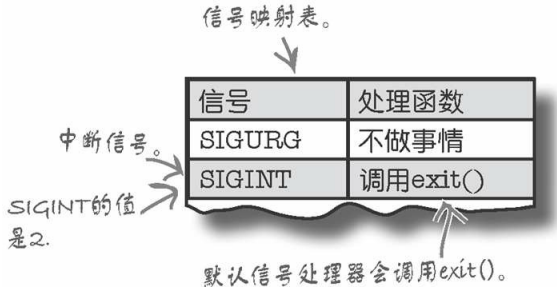 信号映射表。
信号 处理函数
中断信号。
SIGURG 不做事情
SIGINT 调用exit()
SIGINT的值
是2.
默认信号处理器会调用exit()。